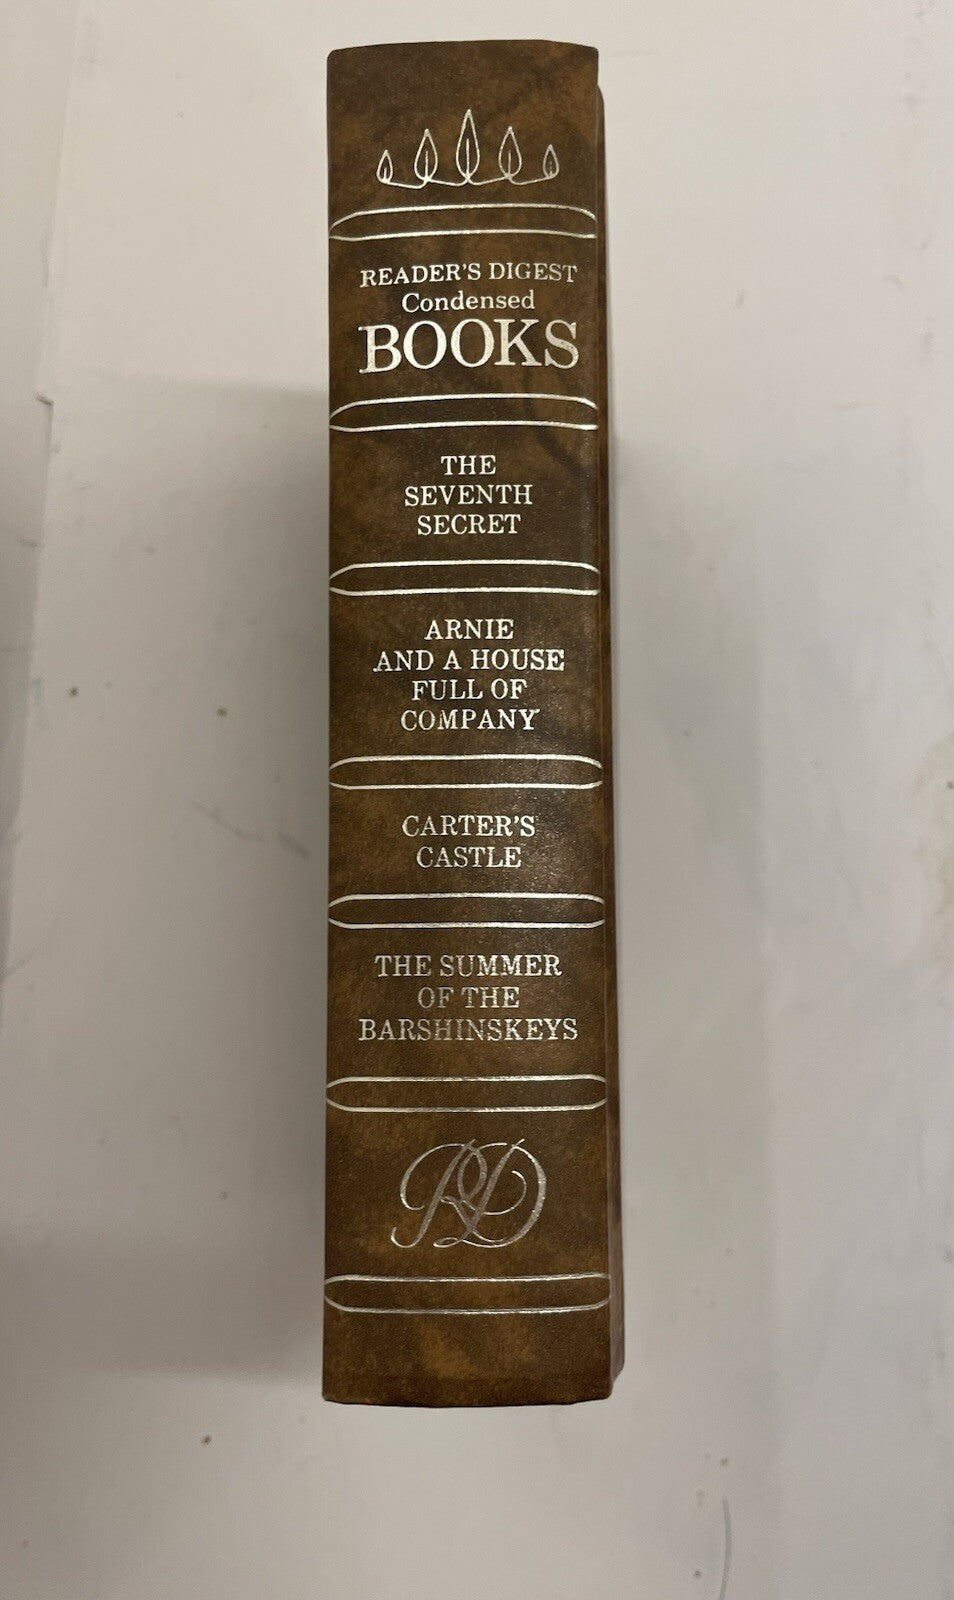 READER'S DIGEST
Condensed
BOOKS
THE
SEVENTH
SECRET
ARNIE
AND A HOUSE
FULL OF
COMPANY
CARTER'S
CASTLE
THE SUMMER
OF THE
BARSHINSKEYS
RD